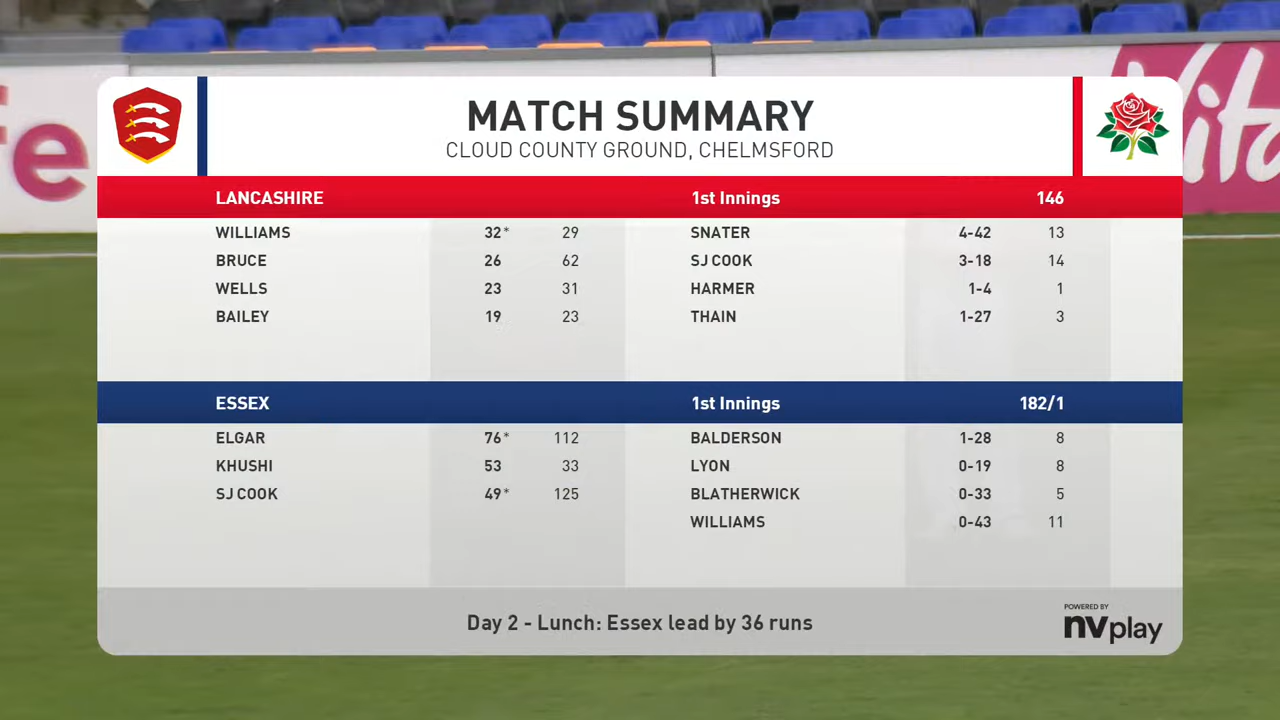 MATCH SUMMARY
CLOUD COUNTY GROUND, CHELMSFORD
LANCASHIRE 1st Innings 146
WILLIAMS 32* 29 SNATER 4-42 13
BRUCE 26 62 SJ COOK 3-18 14
WELLS 23 31 HARMER 1-4 1
BAILEY 19 23 THAIN 1-27 3
ESSEX 1st Innings 182/1
ELGAR 76* 112 BALDERSON 1-28 8
KHUSHI 53 33 LYON 0-19 8
SJ COOK 49* 125 BLATHERWICK 0-33 5
WILLIAMS 0-43 11
Day 2 - Lunch: Essex lead by 36 runs
POWERED BY
nvplay